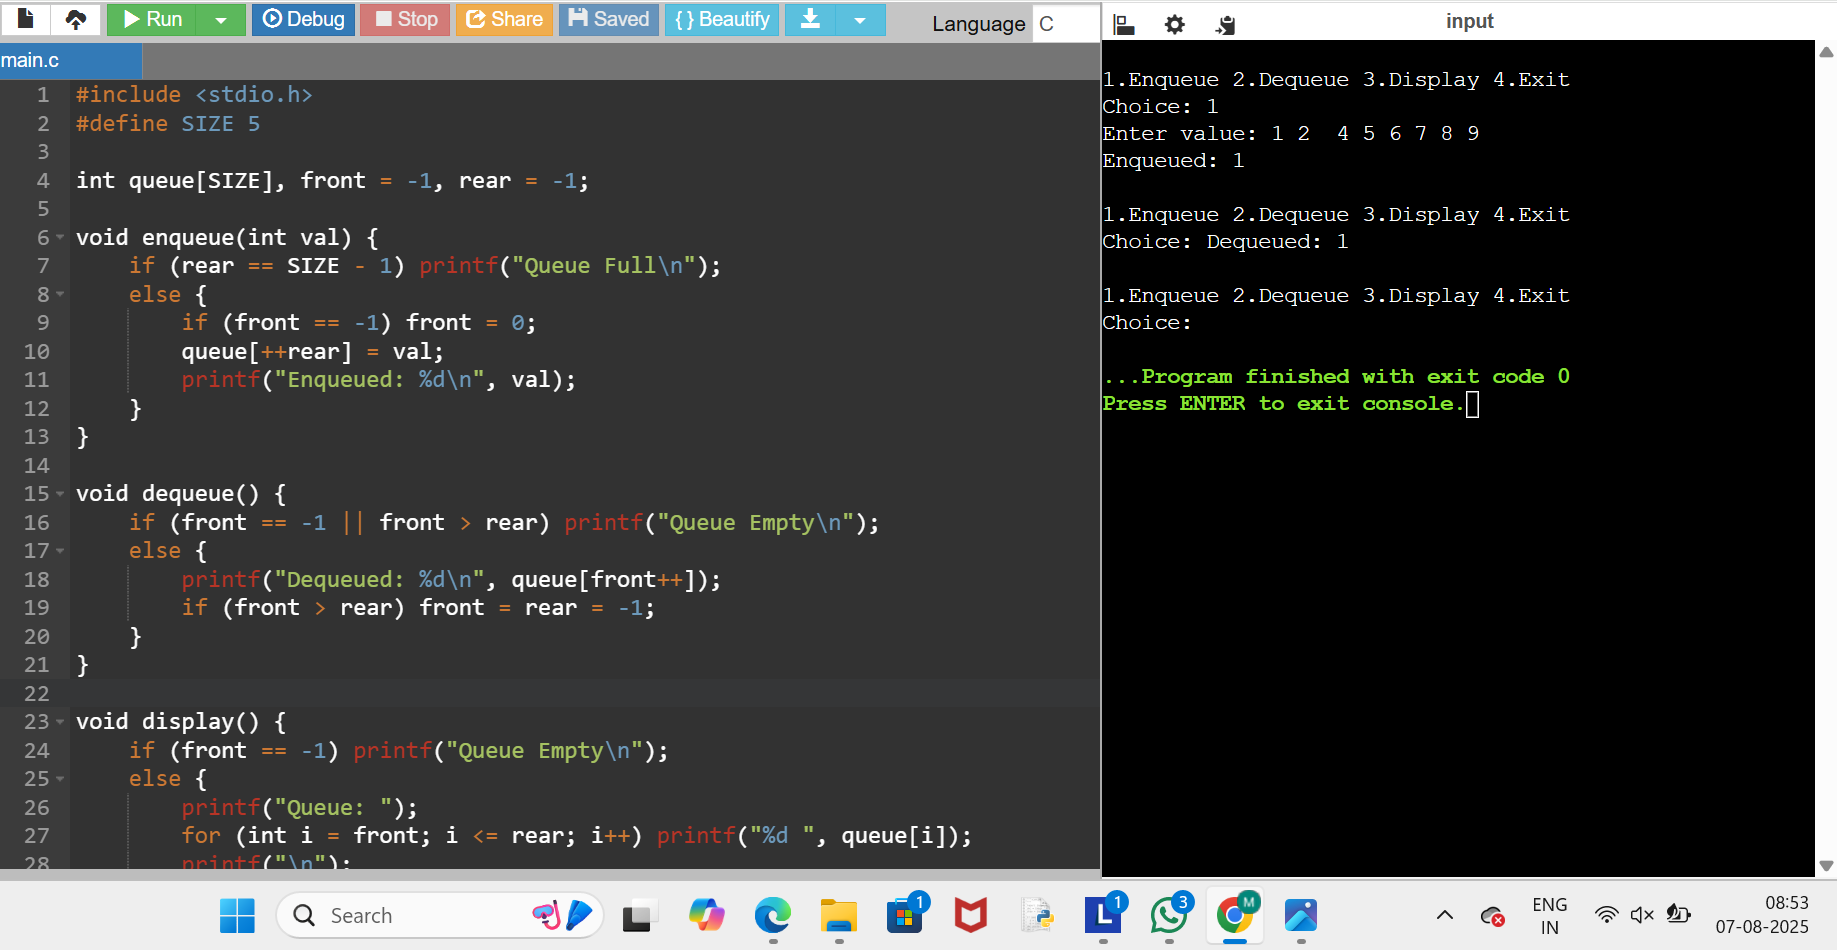 Run Debug Stop Share Saved { } Beautify Language C
main.c
1 #include <stdio.h>
2 #define SIZE 5
3
4 int queue[SIZE], front = -1, rear = -1;
5
6 void enqueue(int val) {
7     if (rear == SIZE - 1) printf("Queue Full\n");
8     else {
9         if (front == -1) front = 0;
10         queue[++rear] = val;
11         printf("Enqueued: %d\n", val);
12     }
13 }
14
15 void dequeue() {
16     if (front == -1 || front > rear) printf("Queue Empty\n");
17     else {
18         printf("Dequeued: %d\n", queue[front++]);
19         if (front > rear) front = rear = -1;
20     }
21 }
22
23 void display() {
24     if (front == -1) printf("Queue Empty\n");
25     else {
26         printf("Queue: ");
27         for (int i = front; i <= rear; i++) printf("%d ", queue[i]);
28         printf("\n");
input
1.Enqueue 2.Dequeue 3.Display 4.Exit
Choice: 1
Enter value: 1 2  4 5 6 7 8 9
Enqueued: 1
1.Enqueue 2.Dequeue 3.Display 4.Exit
Choice: Dequeued: 1
1.Enqueue 2.Dequeue 3.Display 4.Exit
Choice:
...Program finished with exit code 0
Press ENTER to exit console.
Search
1
L
1
3
M
ENG
IN
08:53
07-08-2025